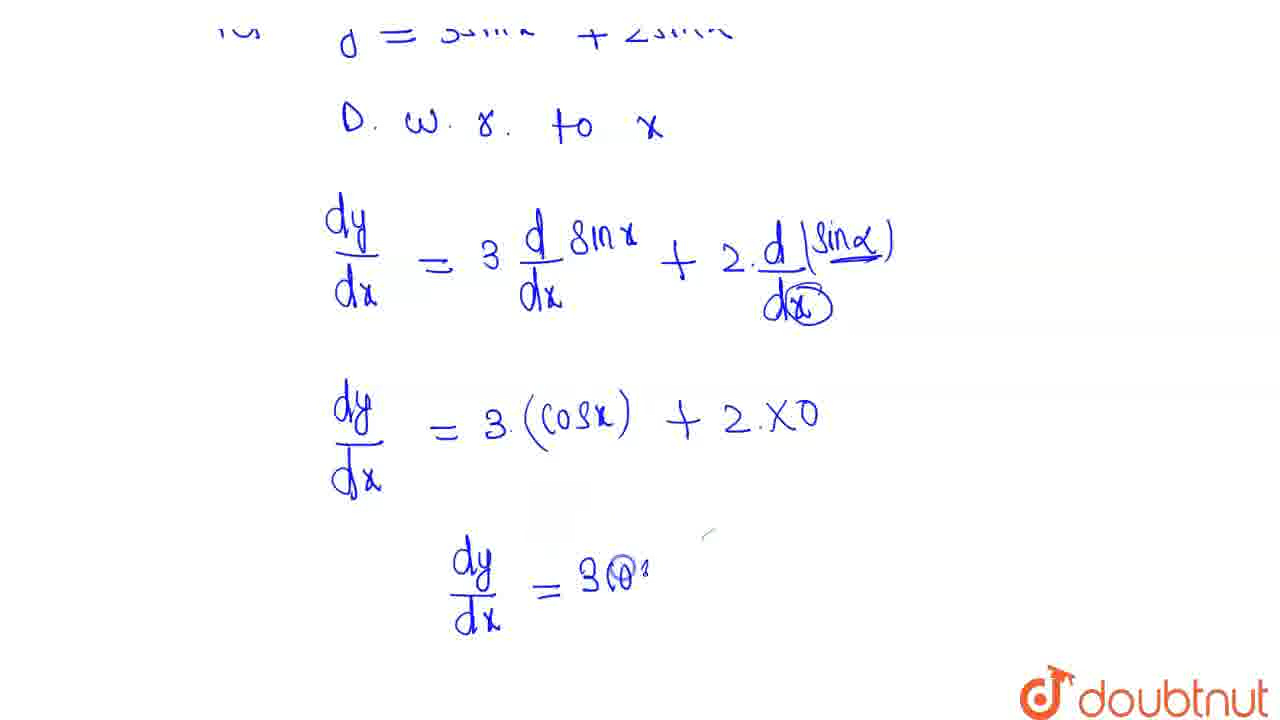 y =
D. w. r. to x
dy/dx = 3 d/dx sin x + 2. d/dx (sin α)
dy/dx = 3. (cos x) + 2. × 0
dy/dx = 3
doubtnut